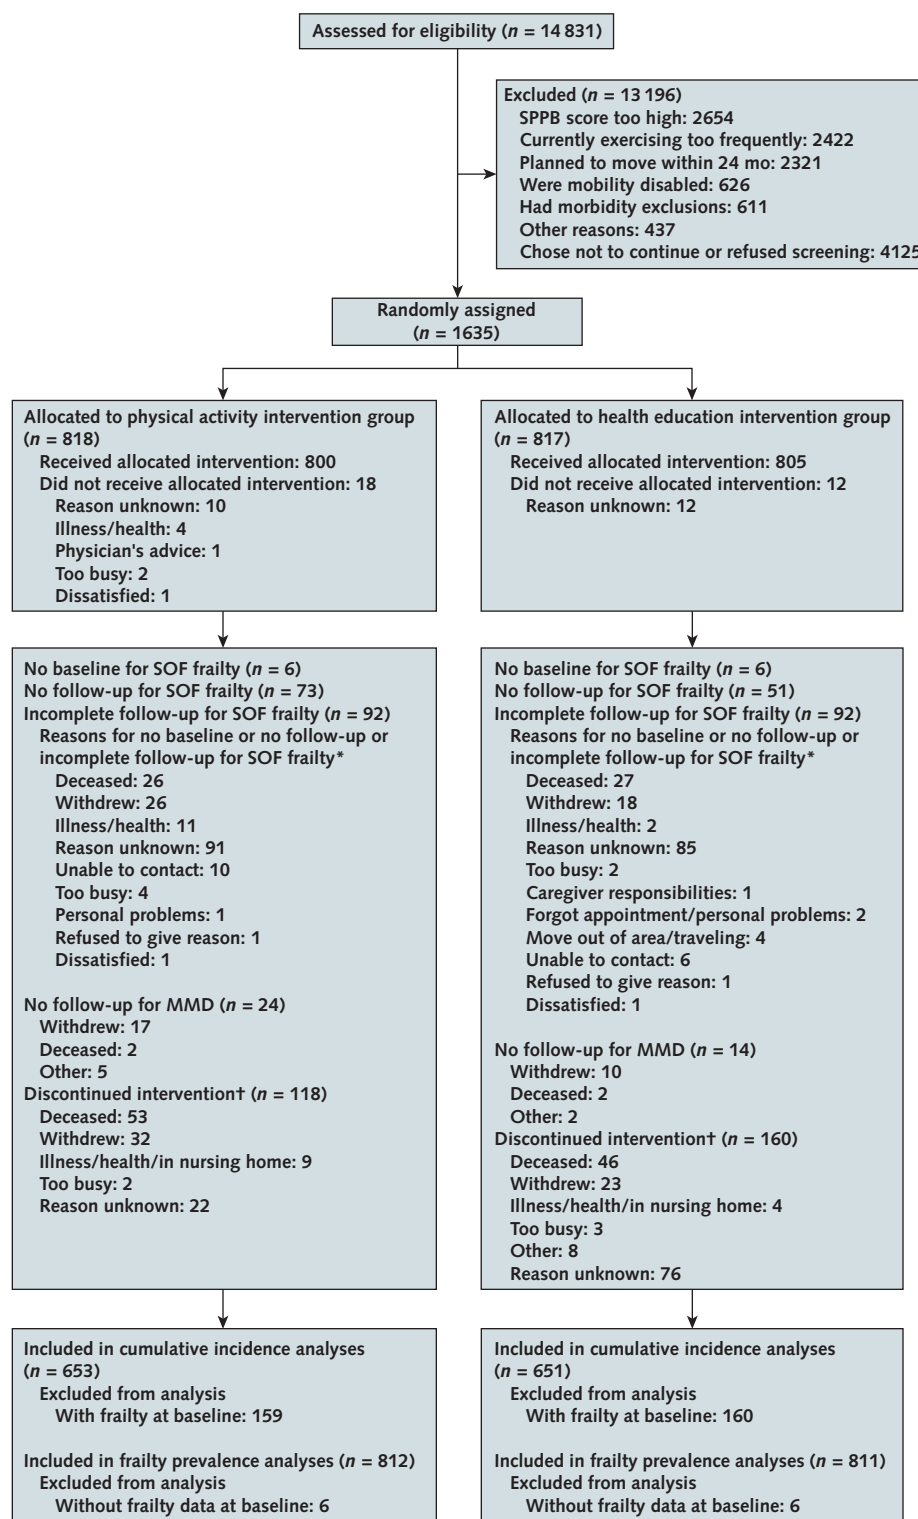 Assessed for eligibility (n = 14 831)
Excluded (n = 13 196)
SPPB score too high: 2654
Currently exercising too frequently: 2422
Planned to move within 24 mo: 2321
Were mobility disabled: 626
Had morbidity exclusions: 611
Other reasons: 437
Chose not to continue or refused screening: 4125
Randomly assigned
(n = 1635)
Allocated to physical activity intervention group
(n = 818)
Received allocated intervention: 800
Did not receive allocated intervention: 18
Reason unknown: 10
Illness/health: 4
Physician's advice: 1
Too busy: 2
Dissatisfied: 1
Allocated to health education intervention group
(n = 817)
Received allocated intervention: 805
Did not receive allocated intervention: 12
Reason unknown: 12
No baseline for SOF frailty (n = 6)
No follow-up for SOF frailty (n = 73)
Incomplete follow-up for SOF frailty (n = 92)
Reasons for no baseline or no follow-up or
incomplete follow-up for SOF frailty*
Deceased: 26
Withdrew: 26
Illness/health: 11
Reason unknown: 91
Unable to contact: 10
Too busy: 4
Personal problems: 1
Refused to give reason: 1
Dissatisfied: 1
No follow-up for MMD (n = 24)
Withdrew: 17
Deceased: 2
Other: 5
Discontinued intervention† (n = 118)
Deceased: 53
Withdrew: 32
Illness/health/in nursing home: 9
Too busy: 2
Reason unknown: 22
No baseline for SOF frailty (n = 6)
No follow-up for SOF frailty (n = 51)
Incomplete follow-up for SOF frailty (n = 92)
Reasons for no baseline or no follow-up or
incomplete follow-up for SOF frailty*
Deceased: 27
Withdrew: 18
Illness/health: 2
Reason unknown: 85
Too busy: 2
Caregiver responsibilities: 1
Forgot appointment/personal problems: 2
Move out of area/traveling: 4
Unable to contact: 6
Refused to give reason: 1
Dissatisfied: 1
No follow-up for MMD (n = 14)
Withdrew: 10
Deceased: 2
Other: 2
Discontinued intervention† (n = 160)
Deceased: 46
Withdrew: 23
Illness/health/in nursing home: 4
Too busy: 3
Other: 8
Reason unknown: 76
Included in cumulative incidence analyses
(n = 653)
Excluded from analysis
With frailty at baseline: 159
Included in frailty prevalence analyses (n = 812)
Excluded from analysis
Without frailty data at baseline: 6
Included in cumulative incidence analyses
(n = 651)
Excluded from analysis
With frailty at baseline: 160
Included in frailty prevalence analyses (n = 811)
Excluded from analysis
Without frailty data at baseline: 6